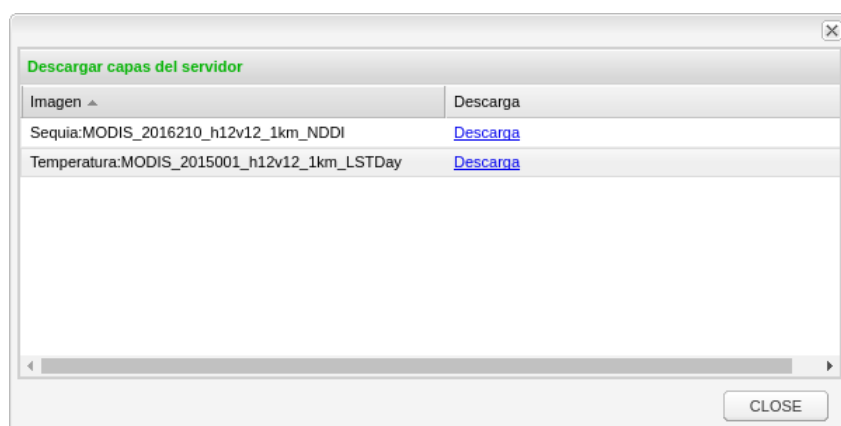 Descargar capas del servidor
Imagen Descarga
Sequia:MODIS_2016210_h12v12_1km_NDDI Descarga
Temperatura:MODIS_2015001_h12v12_1km_LSTDay Descarga
CLOSE